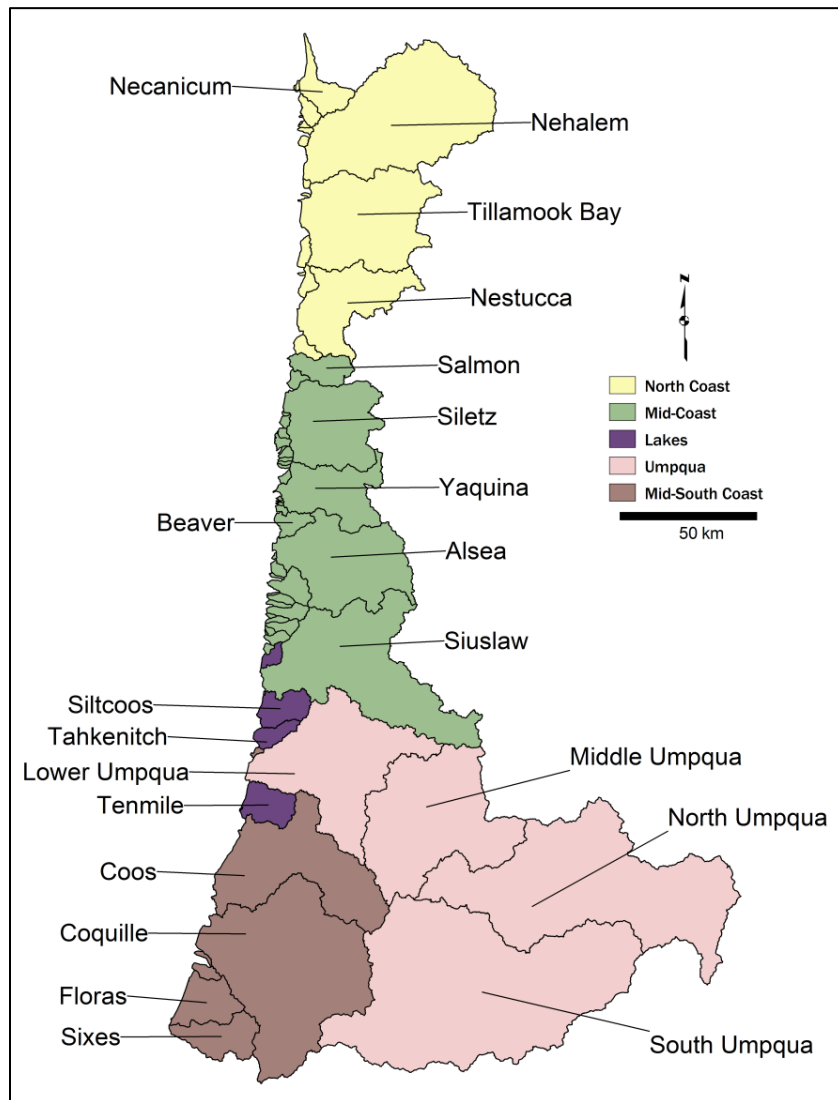 Necanicum
Nehalem
Tillamook Bay
Nestucca
N
Salmon
North Coast
Siletz
Mid-Coast
Lakes
Umpqua
Mid-South Coast
50 km
Yaquina
Beaver
Alsea
Siuslaw
Siltcoos
Tahkenitch
Middle Umpqua
Lower Umpqua
Tenmile
North Umpqua
Coos
Coquille
Floras
Sixes
South Umpqua